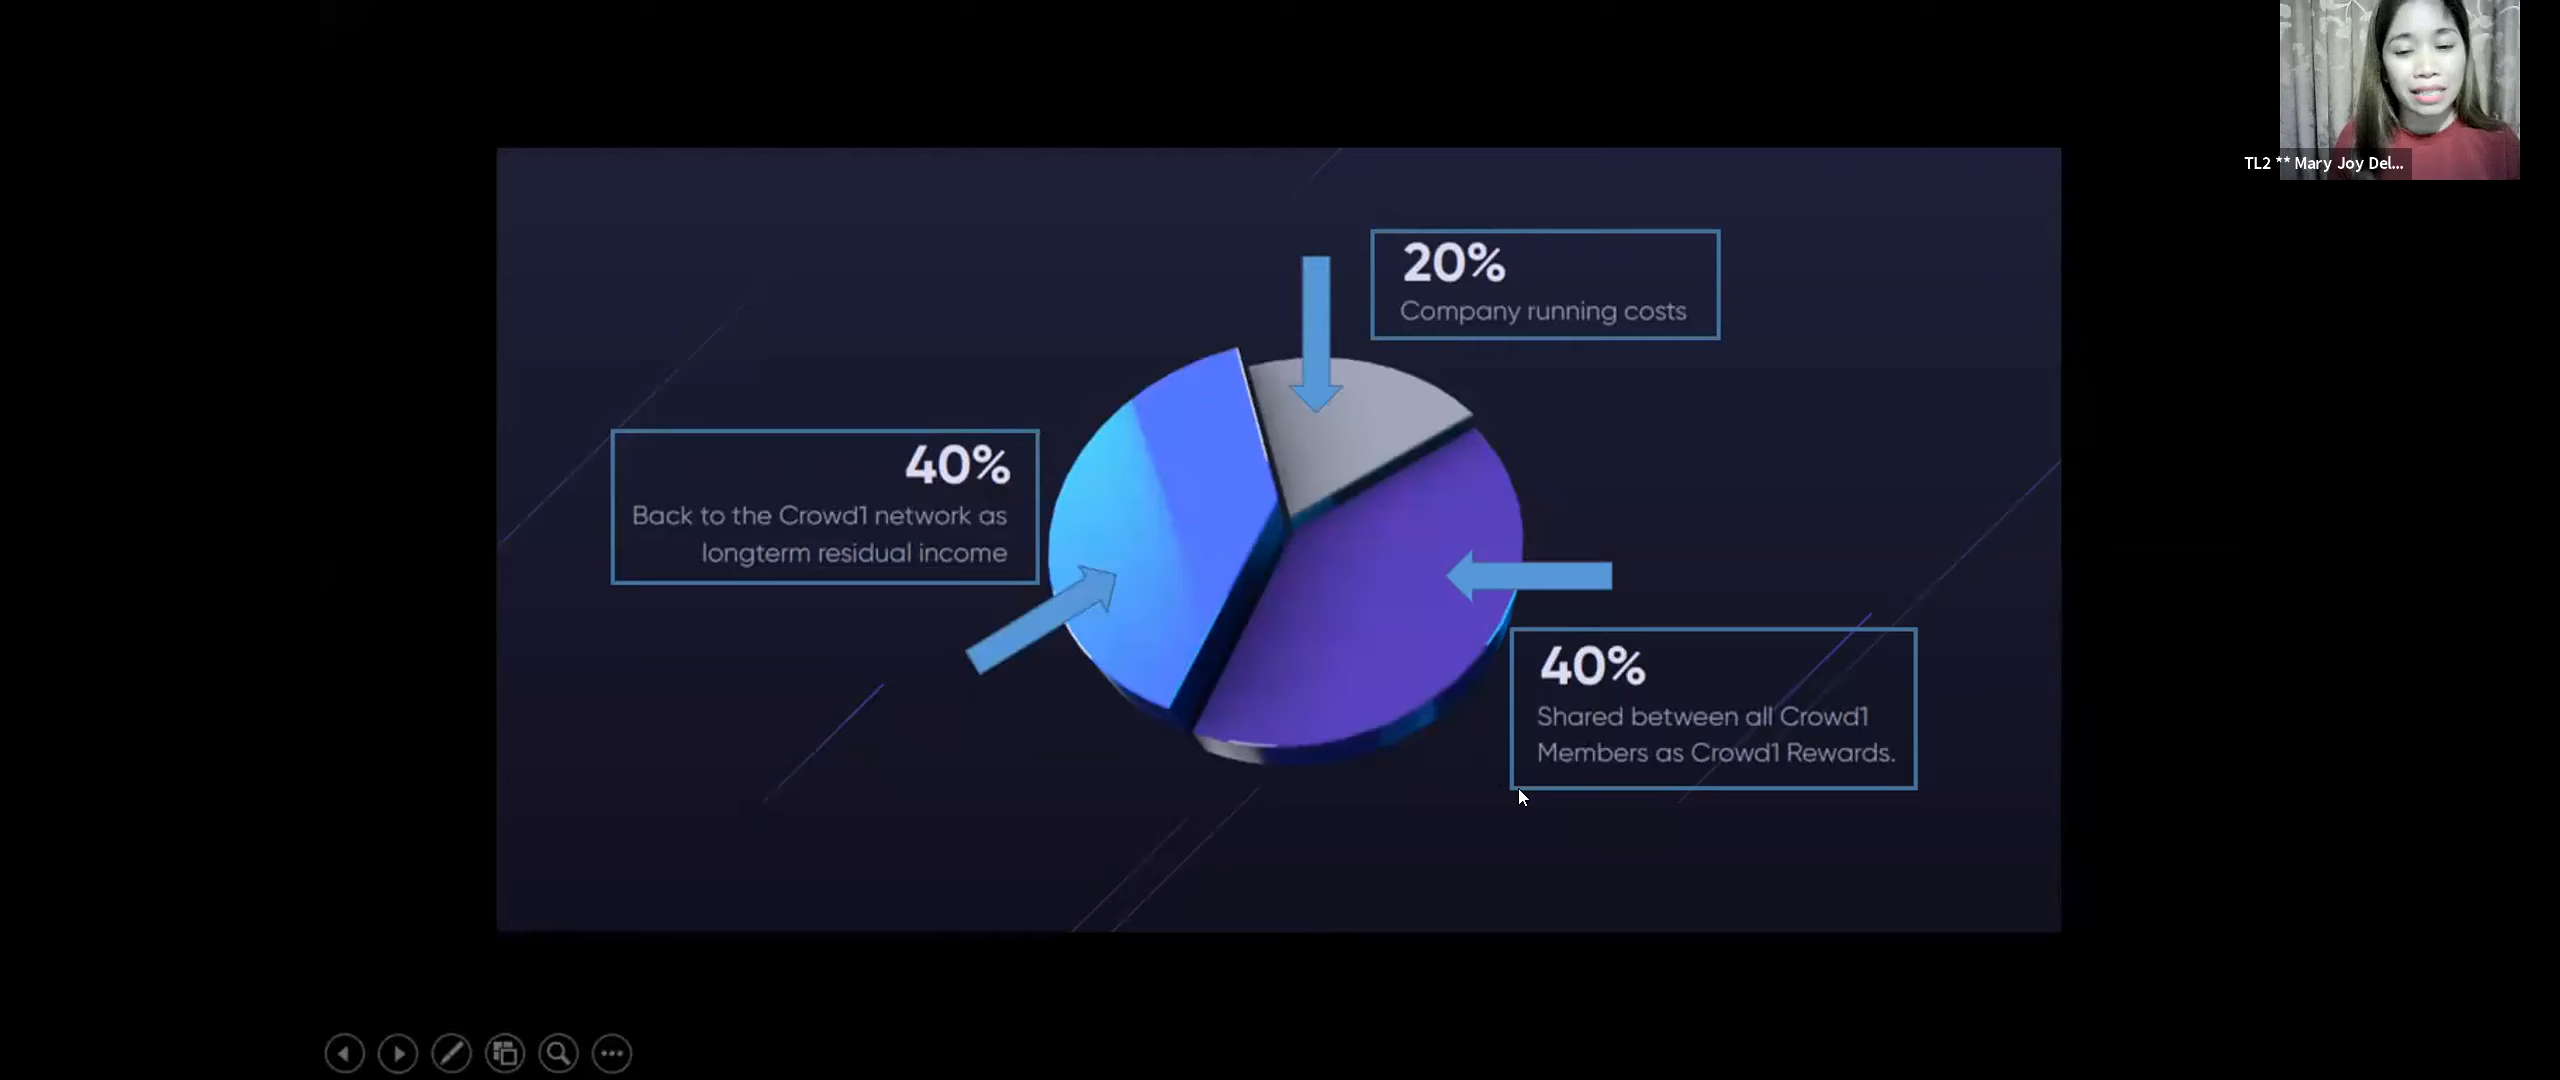 TL2 ** Mary Joy Del...
20%
Company running costs
40%
Back to the Crowd1 network as
longterm residual income
40%
Shared between all Crowd1
Members as Crowd1 Rewards.